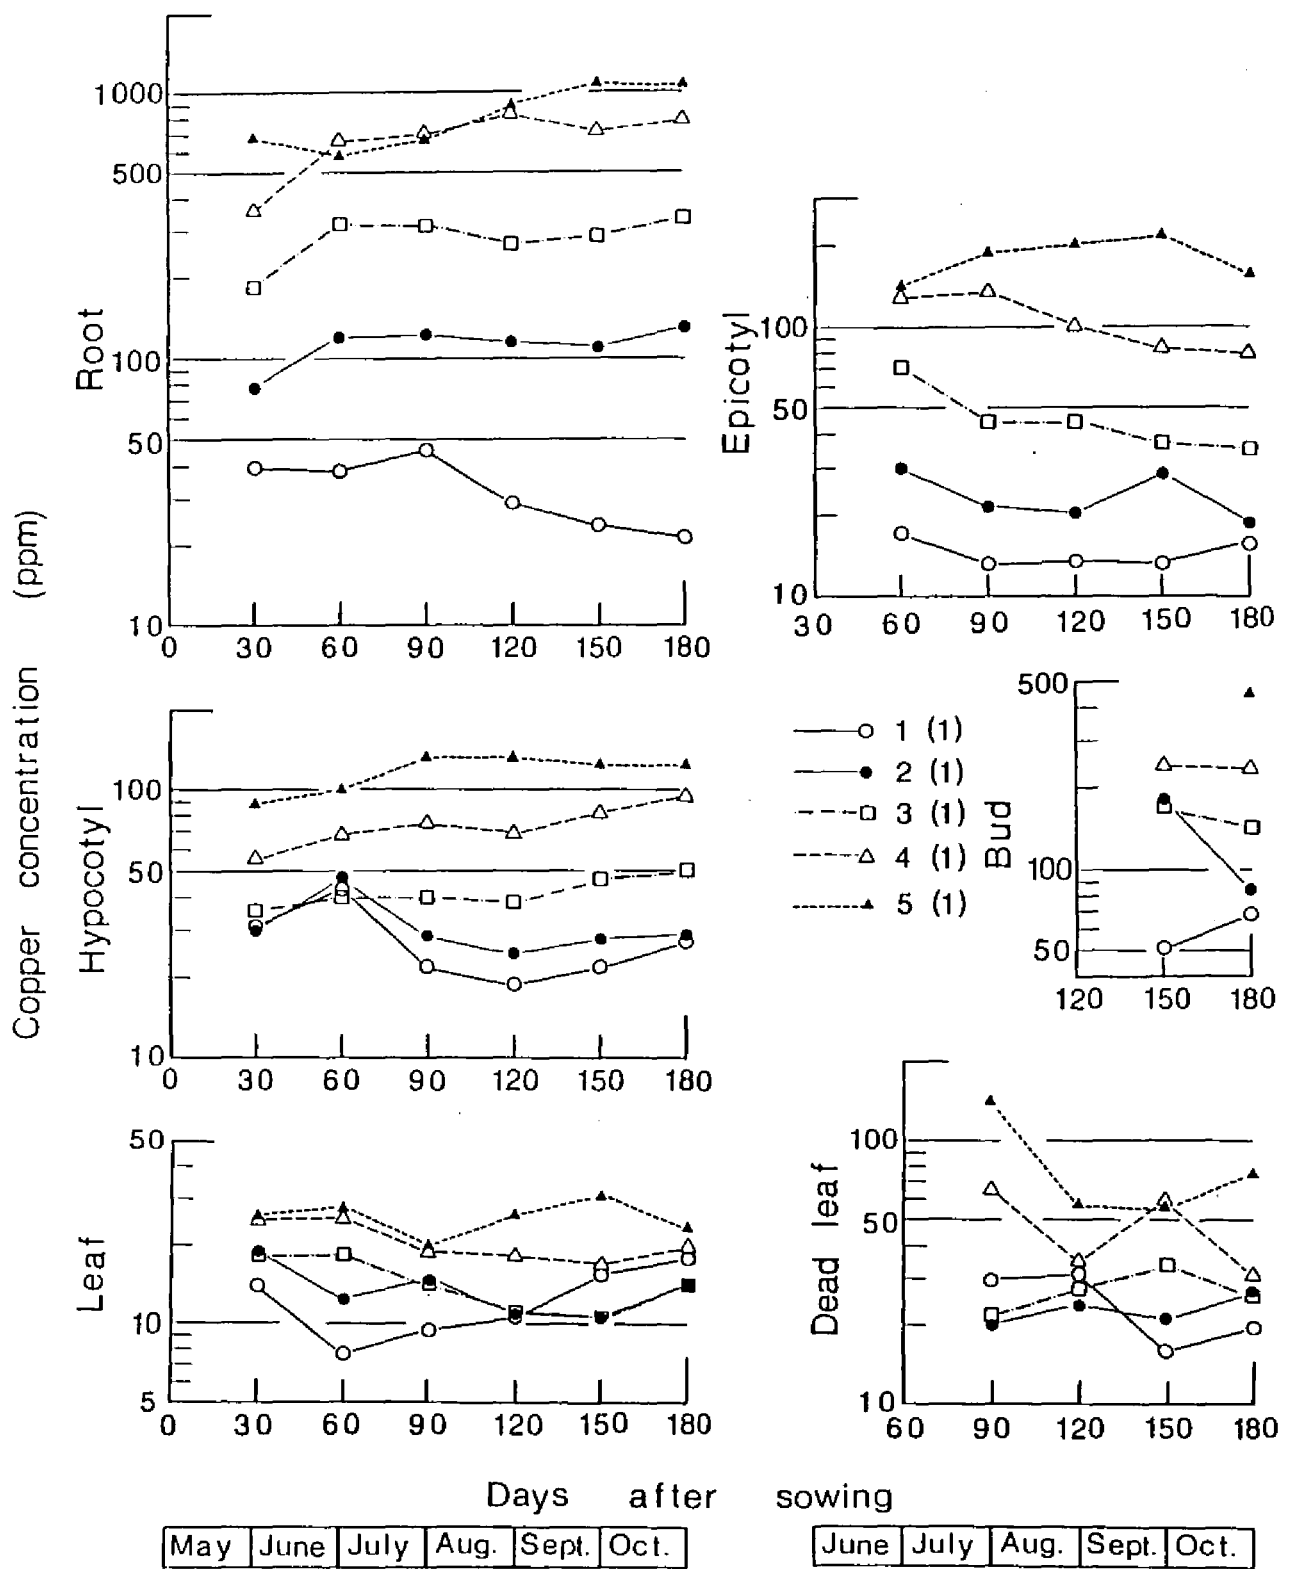 Copper concentration (ppm)
Root
1000
500
100
50
10
0 30 60 90 120 150 180
Epicotyl
100
50
10
30 60 90 120 150 180
Hypocotyl
100
50
10
0 30 60 90 120 150 180
1 (1)
2 (1)
3 (1)
4 (1)
5 (1)
Bud
500
100
50
120 150 180
Leaf
50
10
5
0 30 60 90 120 150 180
Dead leaf
100
50
10
60 90 120 150 180
Days after sowing
May June July Aug. Sept. Oct.
June July Aug. Sept. Oct.